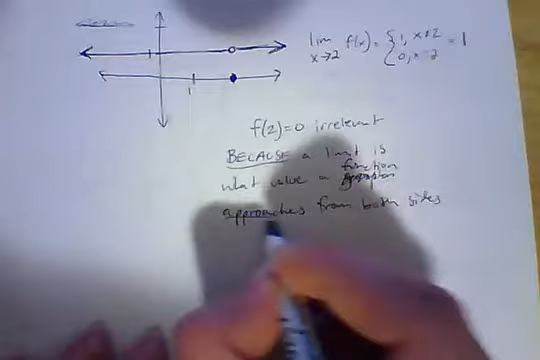 lim f(x) = { 1, x≠2 = 1
x→2 0, x=2
1
f(2)=0 irrelevant
BECAUSE a limit is
function
what value a
approaches from both sides